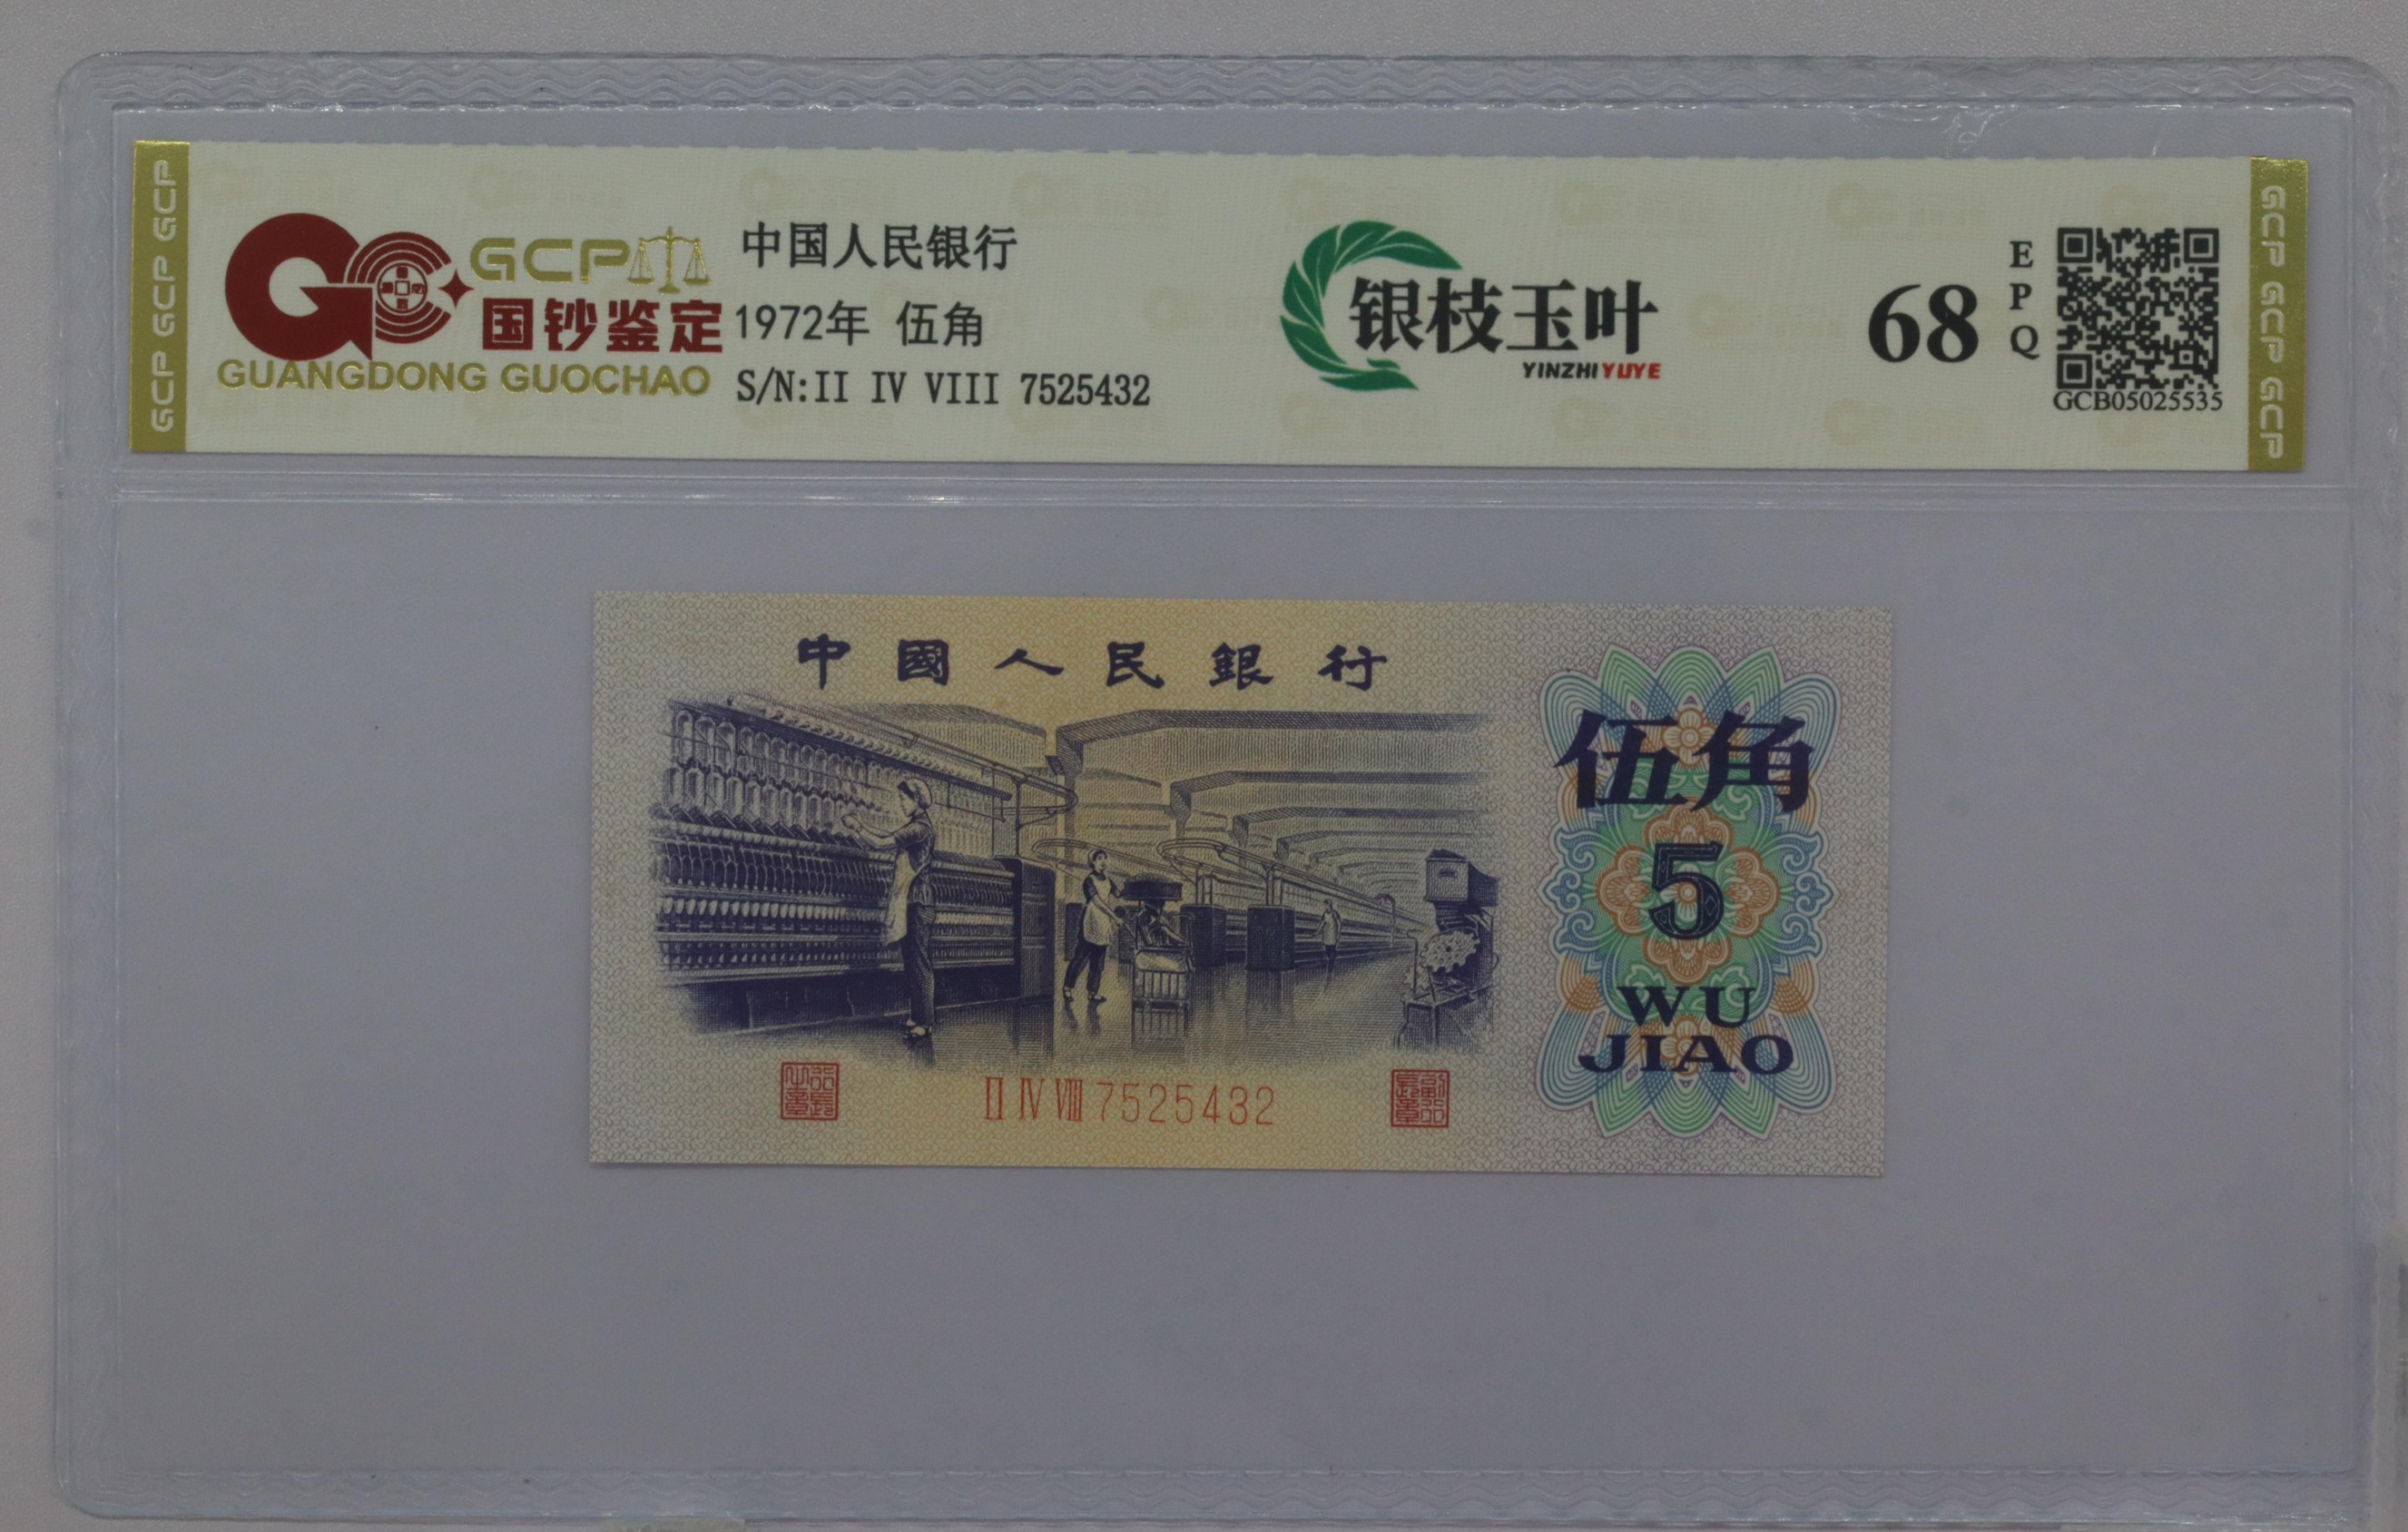 GCP GCP GCP
GCP
国钞鉴定
GUANGDONG GUOCHAO
中国人民银行
1972年 伍角
S/N:II IV VIII 7525432
银枝玉叶
YINZHIYUYE
68
EPQ
GCB05025535
GCP GCP GCP
中國人民銀行
伍角
5
WU
JIAO
II IV VIII 7525432